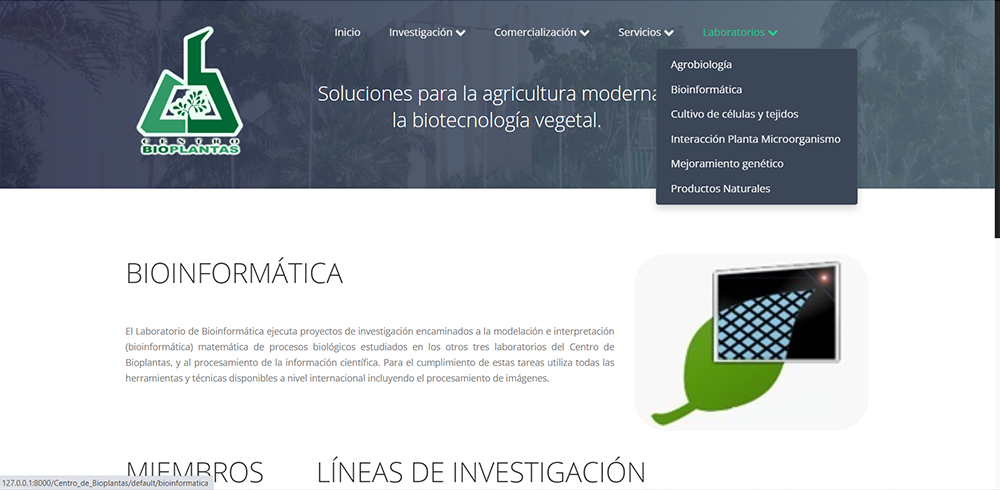 Inicio
Investigación
Comercialización
Servicios
Laboratorios
Agrobiología
Bioinformática
Cultivo de células y tejidos
Interacción Planta Microorganismo
Mejoramiento genético
Productos Naturales
Soluciones para la agricultura moderna
la biotecnología vegetal.
CENTRO
BIOPLANTAS
BIOINFORMÁTICA
El Laboratorio de Bioinformática ejecuta proyectos de investigación encaminados a la modelación e interpretación
(bioinformática) matemática de procesos biológicos estudiados en los otros tres laboratorios del Centro de
Bioplantas, y al procesamiento de la información científica. Para el cumplimiento de estas tareas utiliza todas las
herramientas y técnicas disponibles a nivel internacional incluyendo el procesamiento de imágenes.
MIEMBROS
LÍNEAS DE INVESTIGACIÓN
127.0.0.1:8000/Centro_de_Bioplantas/default/bioinformatica